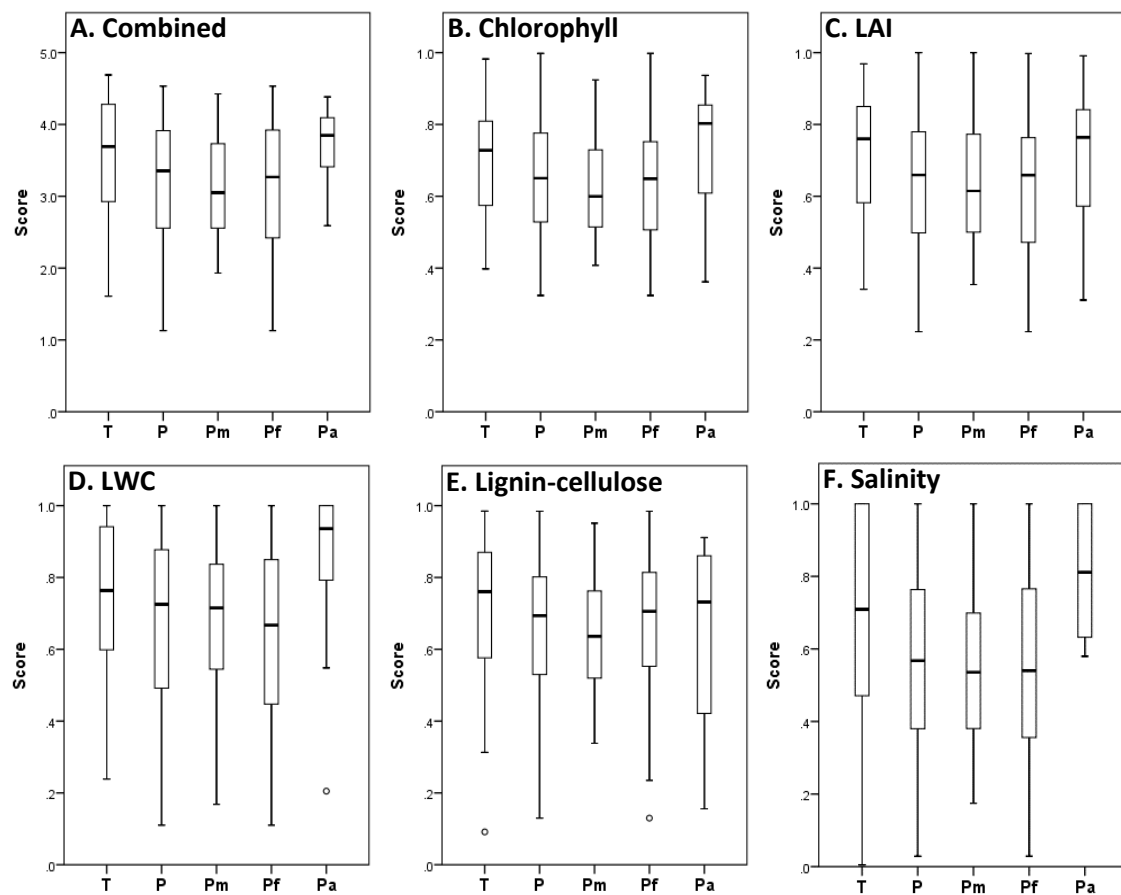 A. Combined
5.0
4.0
3.0
2.0
1.0
.0
Score
T P Pm Pf Pa
B. Chlorophyll
1.0
.8
.6
.4
.2
.0
Score
T P Pm Pf Pa
C. LAI
1.0
.8
.6
.4
.2
.0
Score
T P Pm Pf Pa
D. LWC
1.0
.8
.6
.4
.2
.0
Score
T P Pm Pf Pa
E. Lignin-cellulose
1.0
.8
.6
.4
.2
.0
Score
T P Pm Pf Pa
F. Salinity
1.0
.8
.6
.4
.2
.0
Score
T P Pm Pf Pa